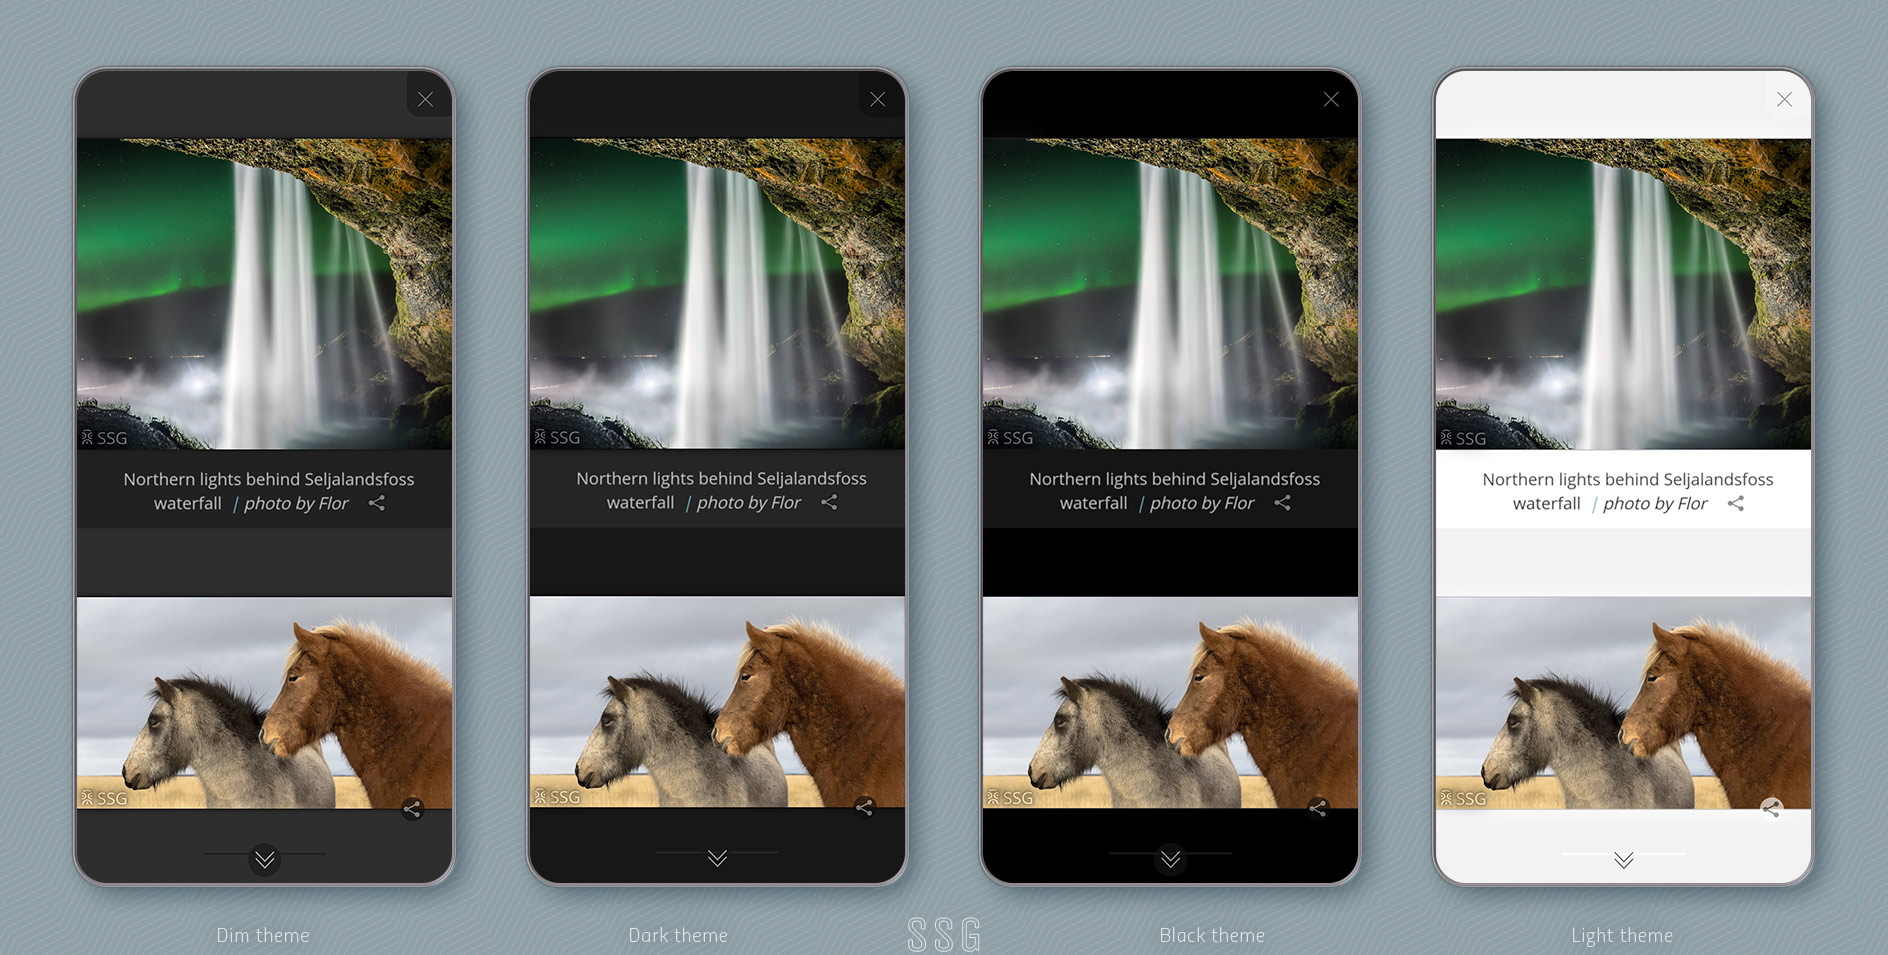 SSG
Northern lights behind Seljalandsfoss
waterfall / photo by Flor
SSG
Dim theme
SSG
Northern lights behind Seljalandsfoss
waterfall / photo by Flor
SSG
Dark theme
SSG
SSG
Northern lights behind Seljalandsfoss
waterfall / photo by Flor
SSG
Black theme
SSG
Northern lights behind Seljalandsfoss
waterfall / photo by Flor
SSG
Light theme